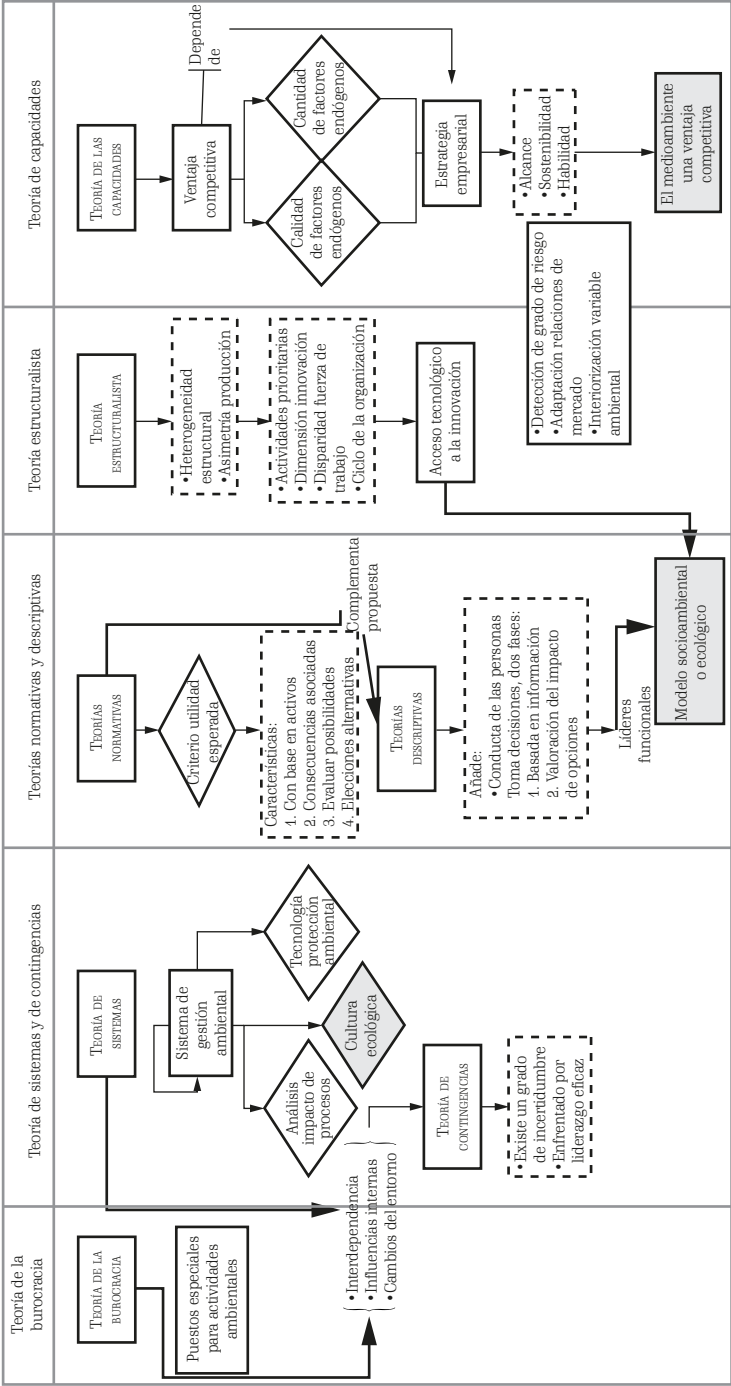 Teoría de la
burocracia
TEORÍA DE LA
BUROCRACIA
Puestos especiales
para actividades
ambientales
• Interdependencia
• Influencias internas
• Cambios del entorno
Teoría de sistemas y de contingencias
TEORÍA DE
SISTEMAS
Sistema de
gestión
ambiental
Análisis
impacto de
procesos
Cultura
ecológica
Tecnología
protección
ambiental
TEORÍA DE
CONTINGENCIAS
• Existe un grado
de incertidumbre
• Enfrentado por
liderazgo eficaz
Teorías normativas y descriptivas
TEORÍAS
NORMATIVAS
Criterio utilidad
esperada
Características:
1. Con base en activos
2. Consecuencias asociadas
3. Evaluar posibilidades
4. Elecciones alternativas
Complementa
propuesta
TEORÍAS
DESCRIPTIVAS
Añade:
• Conducta de las personas
Toma decisiones, dos fases:
1. Basada en información
2. Valoración del impacto
de opciones
Líderes
funcionales
Modelo socioambiental
o ecológico
Teoría estructuralista
TEORÍA
ESTRUCTURALISTA
• Heterogeneidad
estructural
• Asimetría producción
• Actividades prioritarias
• Dimensión innovación
• Disparidad fuerza de
trabajo
• Ciclo de la organización
Acceso tecnológico
a la innovación
• Detección de grado de riesgo
• Adaptación relaciones de
mercado
• Interiorización variable
ambiental
Teoría de capacidades
TEORÍA DE LAS
CAPACIDADES
Ventaja
competitiva
Depende
de
Calidad
de factores
endógenos
Cantidad
de factores
endógenos
Estrategia
empresarial
• Alcance
• Sostenibilidad
• Habilidad
El medioambiente
una ventaja
competitiva